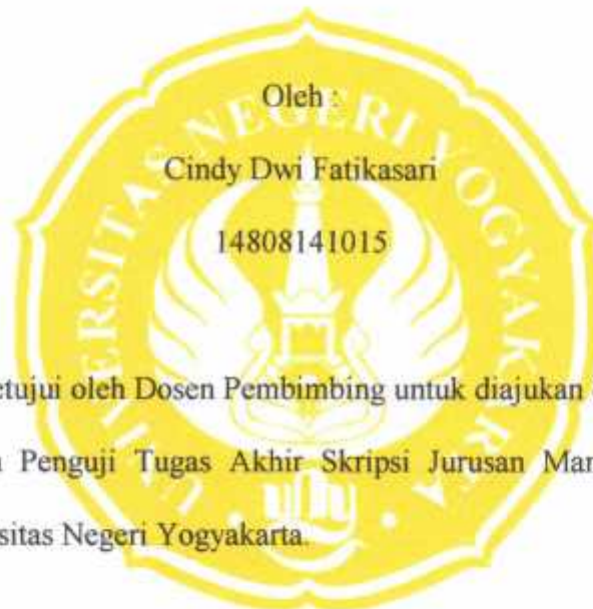 Oleh :
Cindy Dwi Fatikasari
14808141015
UNIVERSITAS NEGERI YOGYAKARTA
etujui oleh Dosen Pembimbing untuk diajukan
Penguji Tugas Akhir Skripsi Jurusan Mar
sitas Negeri Yogyakarta.